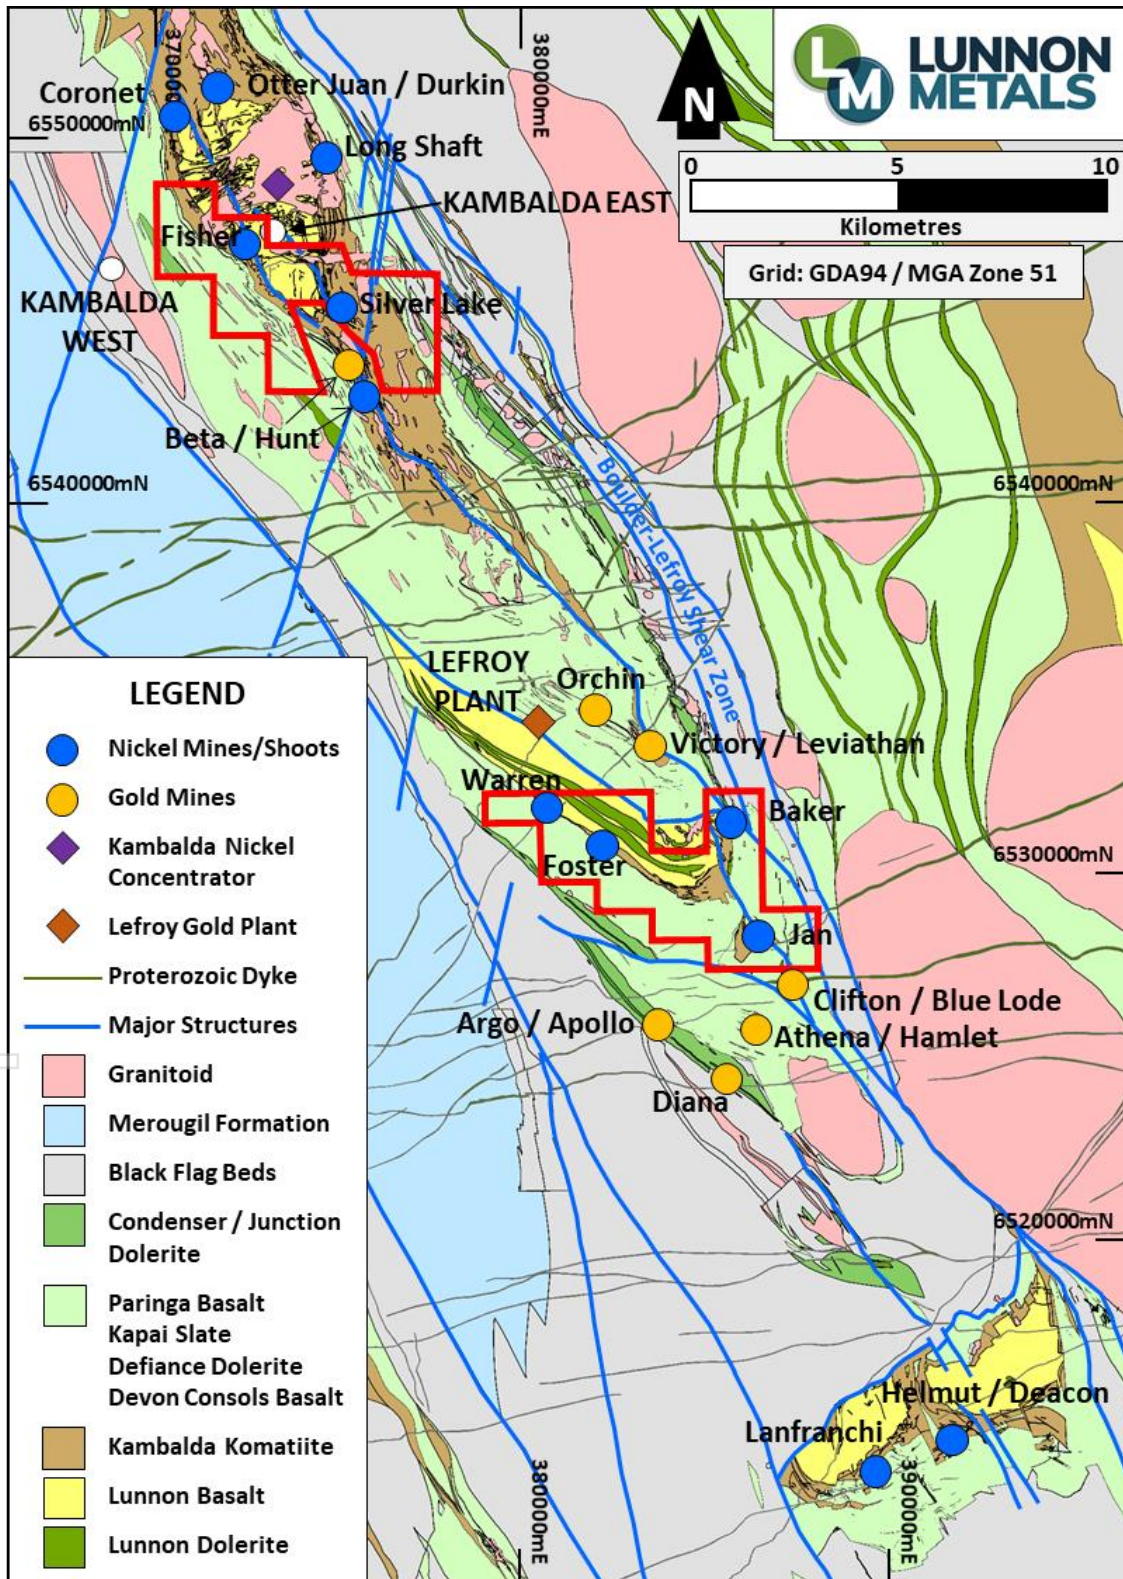 LM
LUNNON
METALS
N
0 5 10
Kilometres
Grid: GDA94 / MGA Zone 51
370000mE
380000mE
Coronet
6550000mN
Otter Juan / Durkin
Long Shaft
KAMBALDA EAST
Fisher
KAMBALDA
WEST
Silver Lake
Beta / Hunt
6540000mN
6540000mN
Boulder-Lefroy Shear Zone
LEFROY
PLANT
Orchin
Victory / Leviathan
Warren
Baker
Foster
6530000mN
Jan
Clifton / Blue Lode
Argo / Apollo
Athena / Hamlet
Diana
6520000mN
Helmut / Deacon
Lanfranchi
380000mE
390000mE
LEGEND
Nickel Mines/Shoots
Gold Mines
Kambalda Nickel
Concentrator
Lefroy Gold Plant
Proterozoic Dyke
Major Structures
Granitoid
Merougil Formation
Black Flag Beds
Condenser / Junction
Dolerite
Paringa Basalt
Kapai Slate
Defiance Dolerite
Devon Consols Basalt
Kambalda Komatiite
Lunnon Basalt
Lunnon Dolerite